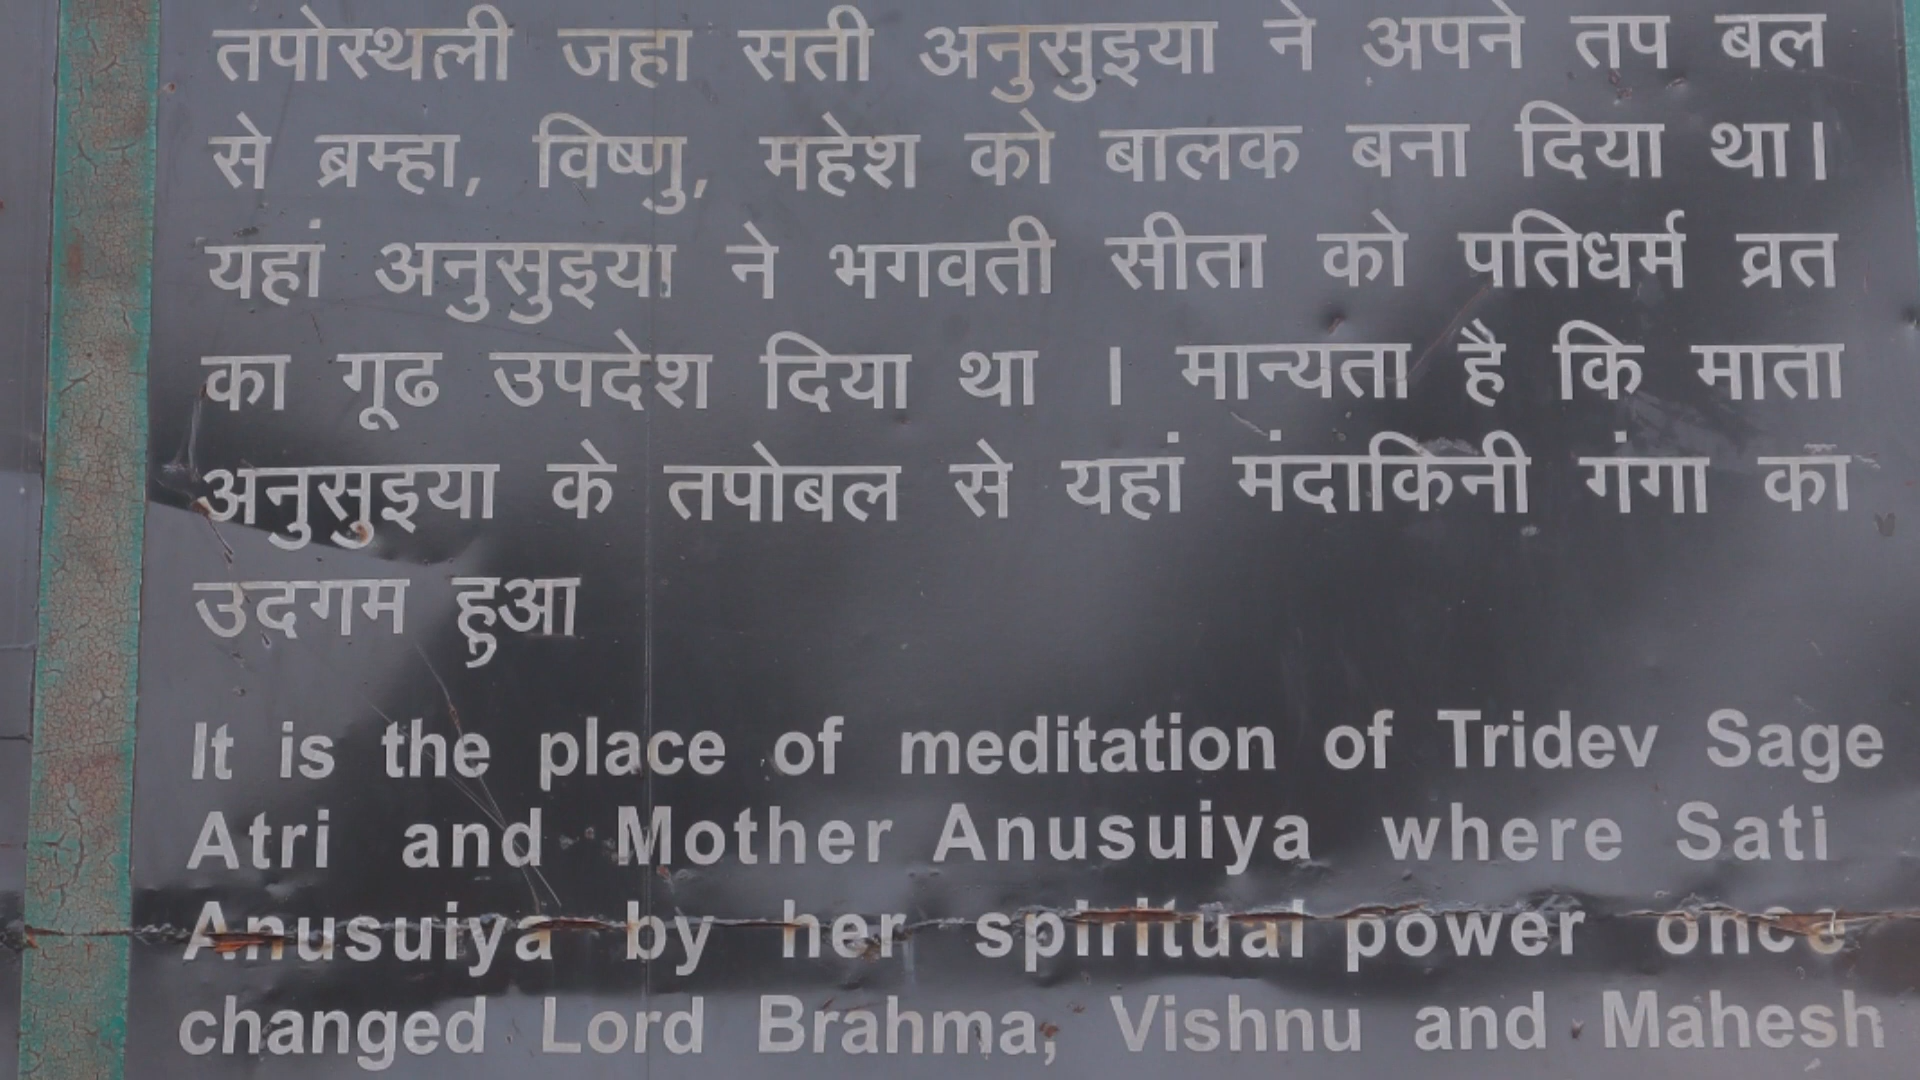 तपोस्थली जहा सती अनुसुइया ने अपने तप बल
से ब्रम्हा, विष्णु, महेश को बालक बना दिया था।
यहां अनुसुइया ने भगवती सीता को पतिधर्म व्रत
का गूढ उपदेश दिया था । मान्यता है कि माता
अनुसुइया के तपोबल से यहां मंदाकिनी गंगा का
उदगम हुआ
It is the place of meditation of Tridev Sage
Atri and Mother Anusuiya where Sati
Anusuiya by her spiritual power once
changed Lord Brahma, Vishnu and Mahesh